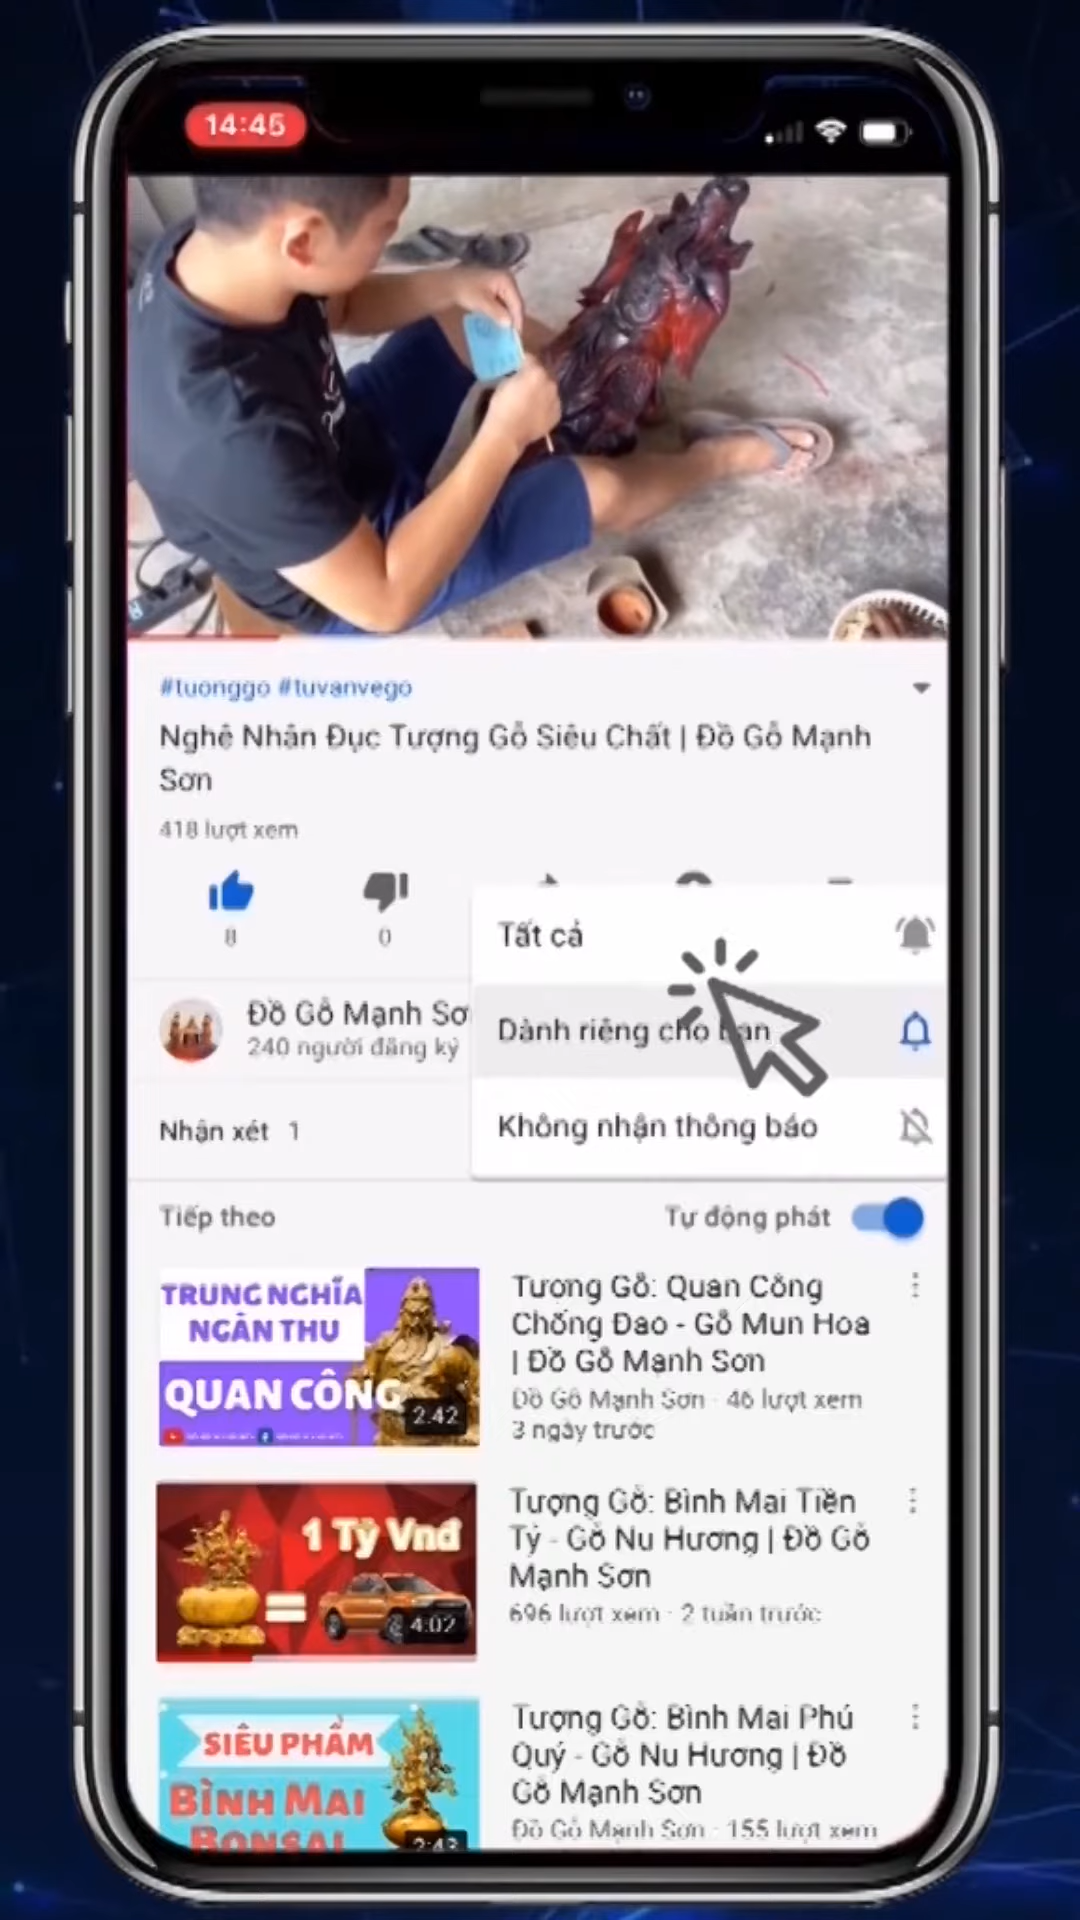 14:45
#tuonggo #tuvanvego
Nghệ Nhân Đục Tượng Gỗ Siêu Chất | Đồ Gỗ Mạnh
Sơn
418 lượt xem
8
0
Tất cả
Đồ Gỗ Mạnh Sơ
240 người đăng ký
Dành riêng cho bạn
Không nhận thông báo
Nhận xét 1
Tiếp theo
Tự động phát
TRUNG NGHĨA
NGÀN THU
QUAN CÔNG
2:42
Tượng Gỗ: Quan Công
Chống Đao - Gỗ Mun Hoa
| Đồ Gỗ Mạnh Sơn
Đồ Gỗ Mạnh Sơn · 46 lượt xem
3 ngày trước
1 Tỷ Vnđ
=
4:02
Tượng Gỗ: Bình Mai Tiền
Tỷ - Gỗ Nu Hương | Đồ Gỗ
Mạnh Sơn
696 lượt xem · 2 tuần trước
SIÊU PHẨM
BÌNH MAI
BONSAI
2:43
Tượng Gỗ: Bình Mai Phú
Quý - Gỗ Nu Hương | Đồ
Gỗ Mạnh Sơn
Đồ Gỗ Mạnh Sơn · 155 lượt xem